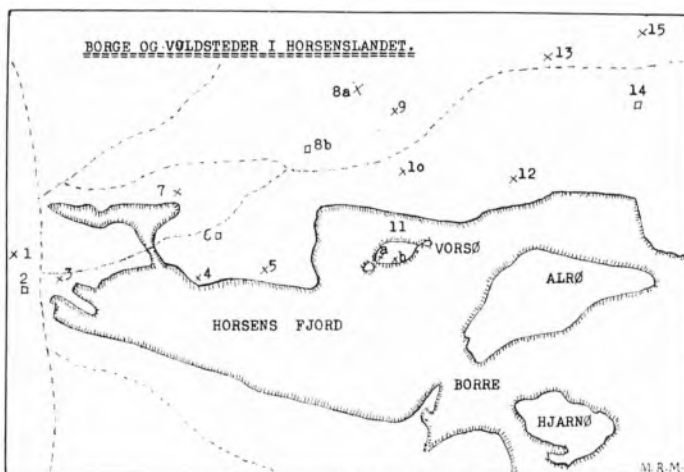 BORGE OG VOLDSTEDER I HORSENSLANDET.
15
13
8a
14
9
8b
10
12
7
6
11
a
b
VORSØ
1
2
3
4
5
ALRØ
HORSENS FJORD
BORRE
HJARNØ
M.R.M.